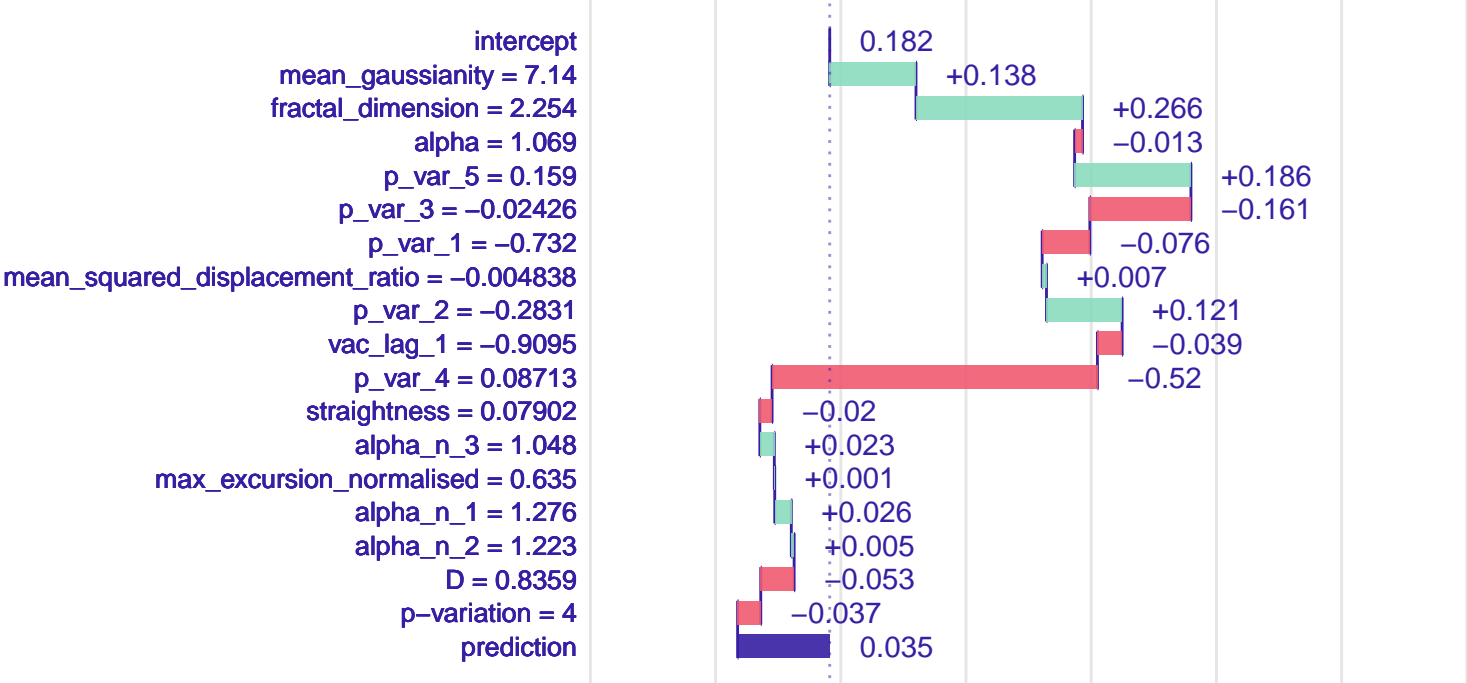 intercept 0.182
mean_gaussianity = 7.14 +0.138
fractal_dimension = 2.254 +0.266
alpha = 1.069 −0.013
p_var_5 = 0.159 +0.186
p_var_3 = −0.02426 −0.161
p_var_1 = −0.732 −0.076
mean_squared_displacement_ratio = −0.004838 +0.007
p_var_2 = −0.2831 +0.121
vac_lag_1 = −0.9095 −0.039
p_var_4 = 0.08713 −0.52
straightness = 0.07902 −0.02
alpha_n_3 = 1.048 +0.023
max_excursion_normalised = 0.635 +0.001
alpha_n_1 = 1.276 +0.026
alpha_n_2 = 1.223 +0.005
D = 0.8359 −0.053
p−variation = 4 −0.037
prediction 0.035